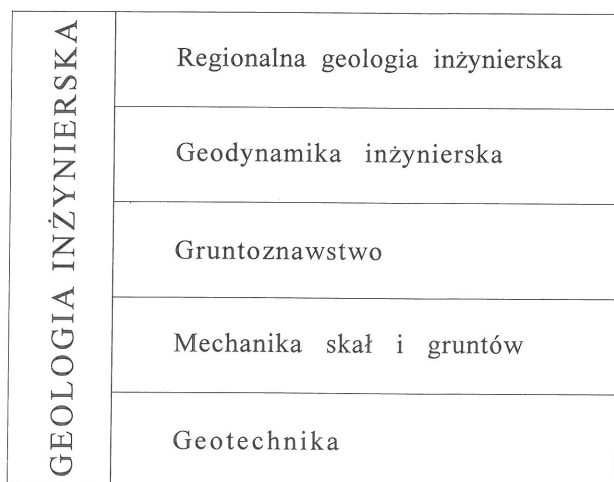 GEOLOGIA INŻYNIERSKA
Regionalna geologia inżynierska
Geodynamika inżynierska
Gruntoznawstwo
Mechanika skał i gruntów
Geotechnika